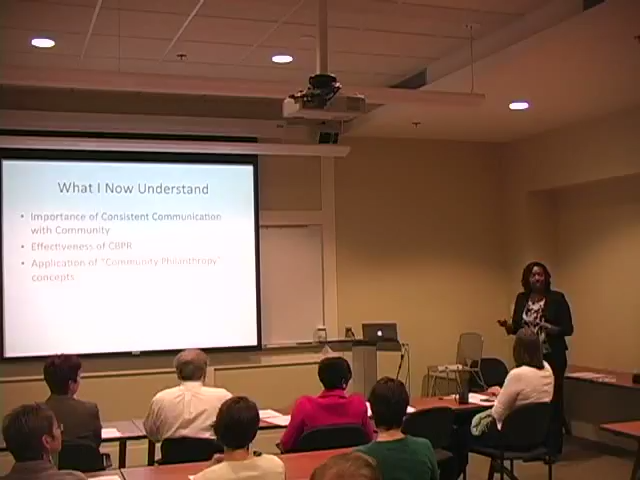 What I Now Understand
• Importance of Consistent Communication
with Community
• Effectiveness of CBPR
• Application of "Community Philanthropy"
concepts